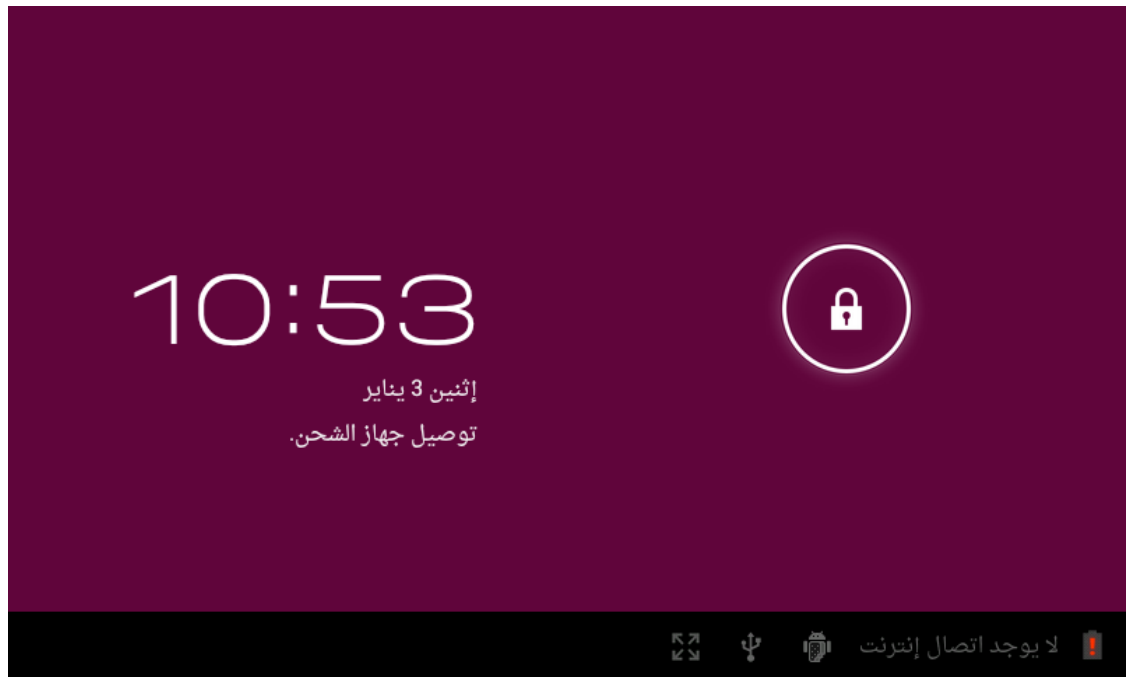 10:53
إثنين 3 يناير
توصيل جهاز الشحن.
لا يوجد اتصال إنترنت